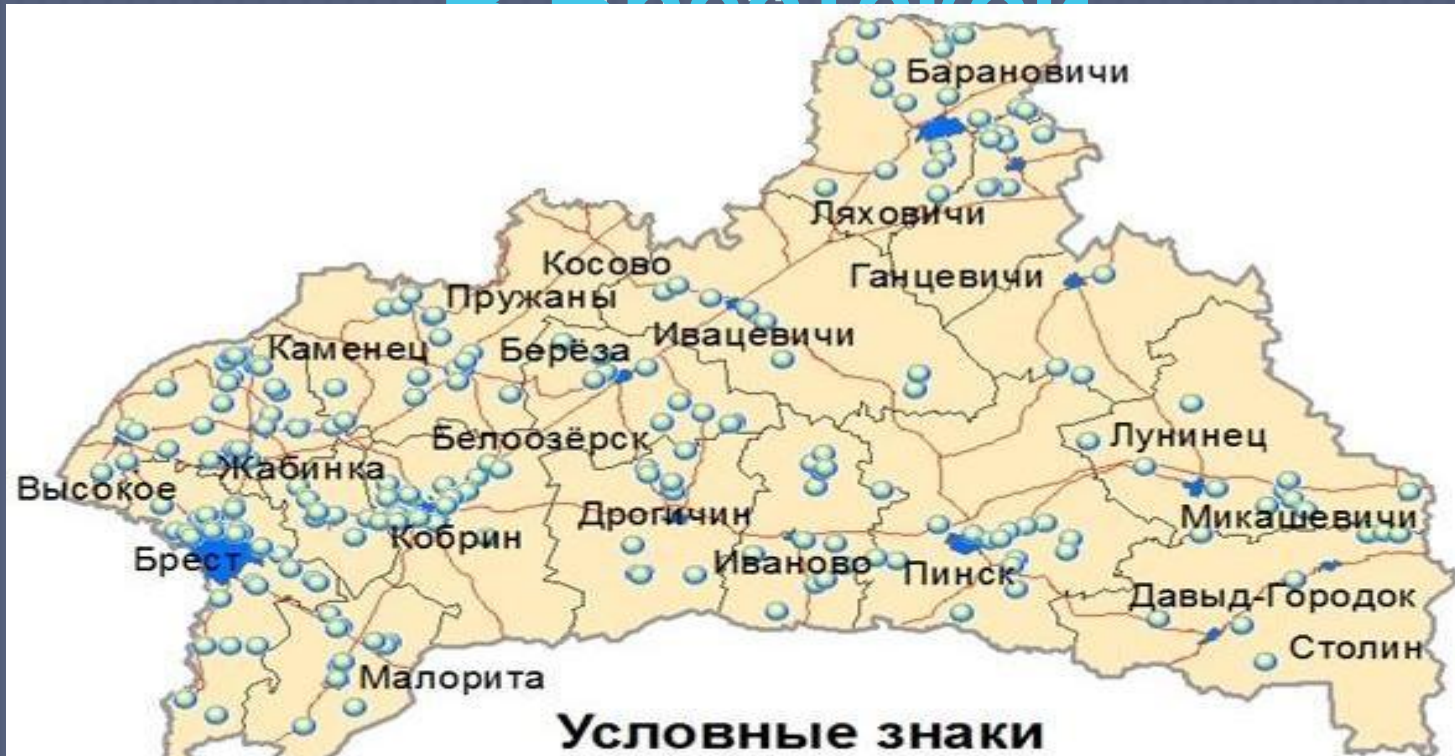 Барановичи
Ляховичи
Косово
Ганцевичи
Пружаны
Ивацевичи
Каменец
Берёза
Белоозёрск
Лунинец
Жабинка
Высокое
Дрогичин
Микашевичи
Кобрин
Брест
Иваново
Пинск
Давыд-Городок
Столин
Малорита
Условные знаки